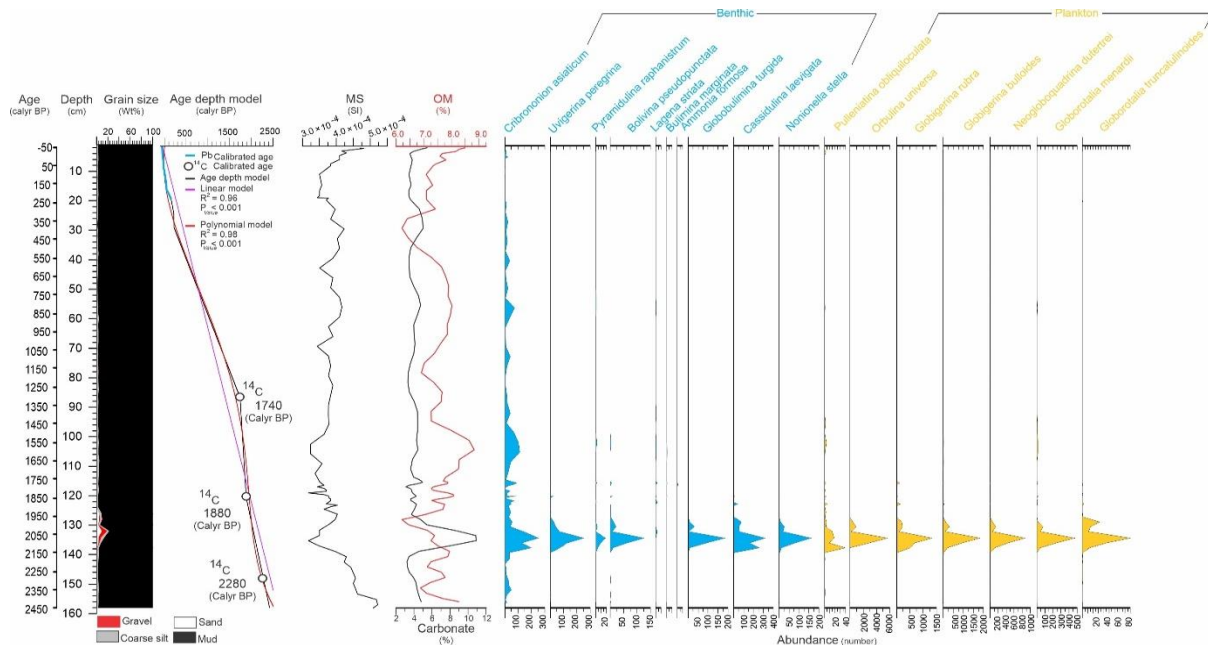 Benthic
Plankton
Cribrononion asiaticum
Uvigerina peregrina
Pyramidulina raphanistrum
Bolivina pseudopunctata
Lagena striata
Bulimina marginata
Ammonia formosa
Globobulimina turgida
Cassidulina laevigata
Nonionella stella
Pulleniatina obliquiloculata
Orbulina universa
Globigerina rubra
Globigerina bulloides
Neogloboquadrina dutertrei
Globorotalia menardii
Globorotalia truncatulinoides
Age
(calyr BP)
Depth
(cm)
Grain size
(Wt%)
Age depth model
(calyr BP)
MS
(SI)
OM
(%)
20 60 100
500 1500 2500
3.0×10⁻⁴ 4.0×10⁻⁴ 5.0×10⁻⁴
6.0 7.0 8.0 9.0
-50
50
150
250
350
450
550
650
750
850
950
1050
1150
1250
1350
1450
1550
1650
1750
1850
1950
2050
2150
2250
2350
2450
10
20
30
40
50
60
70
80
90
100
110
120
130
140
150
160
Pb Calibrated age
¹⁴C Calibrated age
Age depth model
Linear model
R² = 0.96
P Value < 0.001
Polynomial model
R² = 0.98
P Value < 0.001
¹⁴C
1740
(Calyr BP)
¹⁴C
1880
(Calyr BP)
¹⁴C
2280
(Calyr BP)
Gravel
Sand
Coarse silt
Mud
4 6 8 10 12
Carbonate
(%)
100 200 300
50 150 250
20
50 100 150
50 100 150
100 200 300
50 100 150
20 40
2000 4000 6000
500 1000 1500
500 1000 1500 2000
200 400 600 800 1000
100 200 300 400 500
20 40 60 80
Abundance (number)